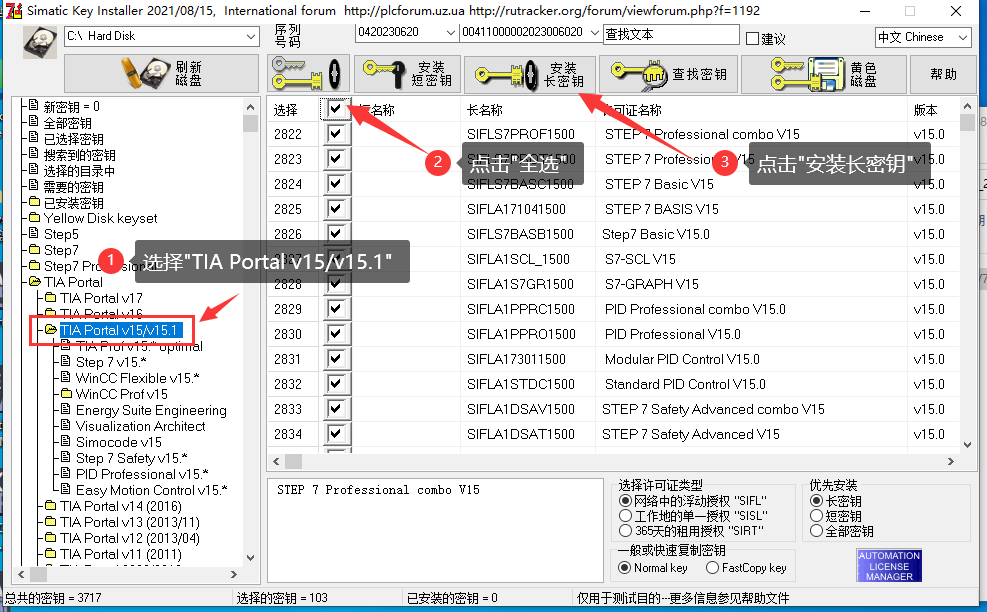 Simatic Key Installer 2021/08/15,  International forum  http://plcforum.uz.ua http://rutracker.org/forum/viewforum.php?f=1192
C:\ Hard Disk
序列号码
0420230620
00411000002023006020
查找文本
建议
中文 Chinese
刷新磁盘
安装短密钥
安装长密钥
查找密钥
黄色磁盘
帮助
新密钥 = 0
全部密钥
已选择密钥
搜索到的密钥
选择的目录中
需要的密钥
已安装密钥
Yellow Disk keyset
Step5
Step7
Step7 Professional
TIA Portal
TIA Portal v17
TIA Portal v16
TIA Portal v15/v15.1
TIA Prof v15.* optimal
Step 7 v15.*
WinCC Flexible v15.*
WinCC Prof v15
Energy Suite Engineering
Visualization Architect
Simocode v15
Step 7 Safety v15.*
PID Professional v15.*
Easy Motion Control v15.*
TIA Portal v14 (2016)
TIA Portal v13 (2013/11)
TIA Portal v12 (2013/04)
TIA Portal v11 (2011)
1 选择"TIA Portal v15/v15.1"
2 点击"全选"
3 点击"安装长密钥"
选择 名称 长名称 许可证名称 版本
2822 SIFLS7PROF1500 STEP 7 Professional combo V15 v15.0
2823 STEP 7 Profession V15 v15.0
2824 SIFLS7BASC1500 STEP 7 Basic V15 v15.0
2825 SIFLA171041500 STEP 7 BASIS V15 v15.0
2826 SIFLS7BASB1500 Step7 Basic V15.0 v15.0
SIFLA1SCL_1500 S7-SCL V15 v15.0
2828 SIFLA1S7GR1500 S7-GRAPH V15 v15.0
2829 SIFLA1PPRC1500 PID Professional combo V15.0 v15.0
2830 SIFLA1PPRO1500 PID Professional V15.0 v15.0
2831 SIFLA173011500 Modular PID Control V15.0 v15.0
2832 SIFLA1STDC1500 Standard PID Control V15.0 v15.0
2833 SIFLA1DSAV1500 STEP 7 Safety Advanced combo V15 v15.0
2834 SIFLA1DSAT1500 STEP 7 Safety Advanced V15 v15.0
STEP 7 Professional combo V15
选择许可证类型
网络中的浮动授权 "SIFL"
工作地的单一授权 "SISL"
365天的租用授权 "SIRT"
一般或快速复制密钥
Normal key FastCopy key
优先安装
长密钥
短密钥
全部密钥
AUTOMATION
LICENSE
MANAGER
总共的密钥 = 3717 选择的密钥 = 103 已安装的密钥 = 0 仅用于测试目的---更多信息参见帮助文件